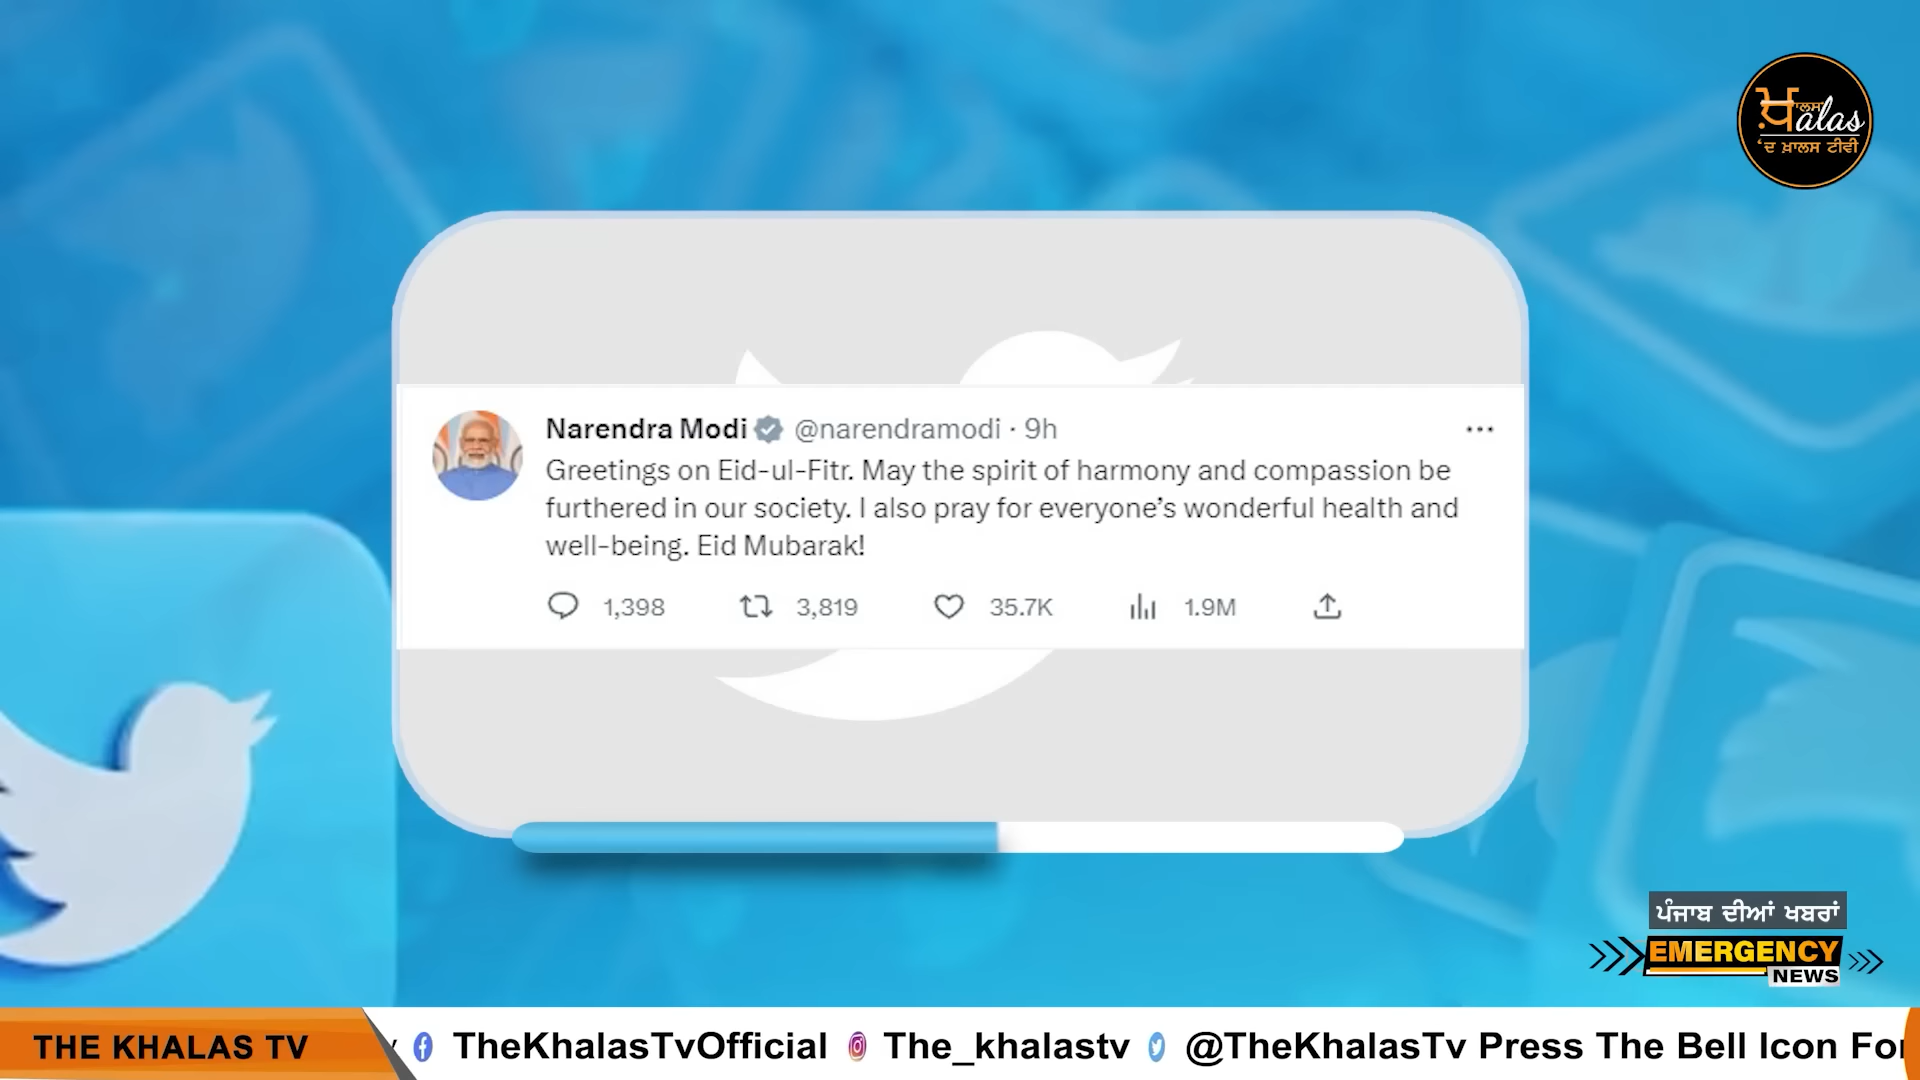 ਖ਼ਾਲਸ
Khalas
'ਦ ਖ਼ਾਲਸ ਟੀਵੀ
Narendra Modi @narendramodi · 9h
Greetings on Eid-ul-Fitr. May the spirit of harmony and compassion be
furthered in our society. I also pray for everyone's wonderful health and
well-being. Eid Mubarak!
1,398 3,819 35.7K 1.9M
ਪੰਜਾਬ ਦੀਆਂ ਖਬਰਾਂ
EMERGENCY
NEWS
THE KHALAS TV TheKhalasTvOfficial The_khalastv @TheKhalasTv Press The Bell Icon